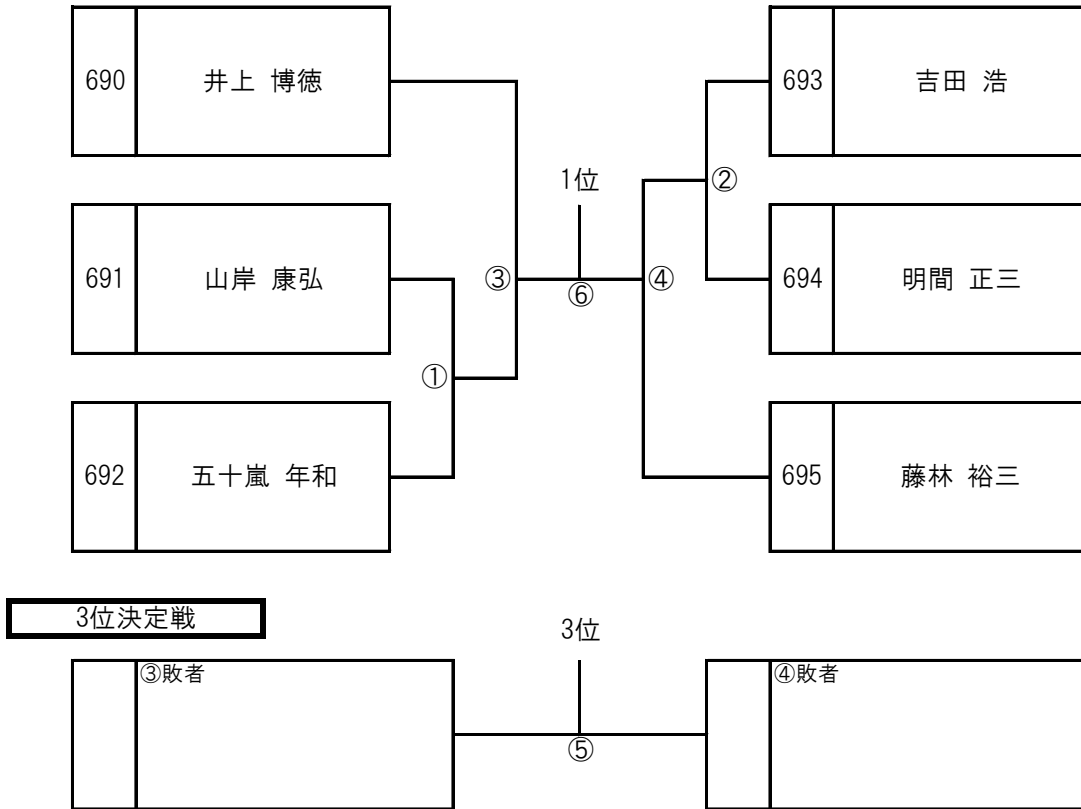 690 井上 博徳
693 吉田 浩
1位
②
691 山岸 康弘
③
⑥
④
694 明間 正三
①
692 五十嵐 年和
695 藤林 裕三
3位決定戦
3位
③敗者
④敗者
⑤